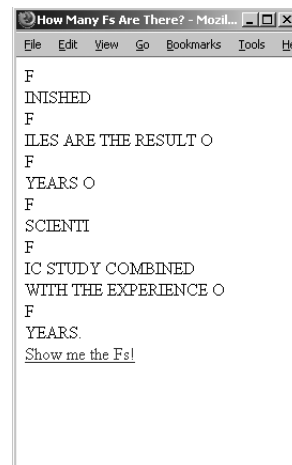 How Many Fs Are There? - Mozil...
File Edit View Go Bookmarks Tools
F
INISHED
F
ILES ARE THE RESULT O
F
YEARS O
F
SCIENTI
F
IC STUDY COMBINED
WITH THE EXPERIENCE O
F
YEARS.
Show me the Fs!